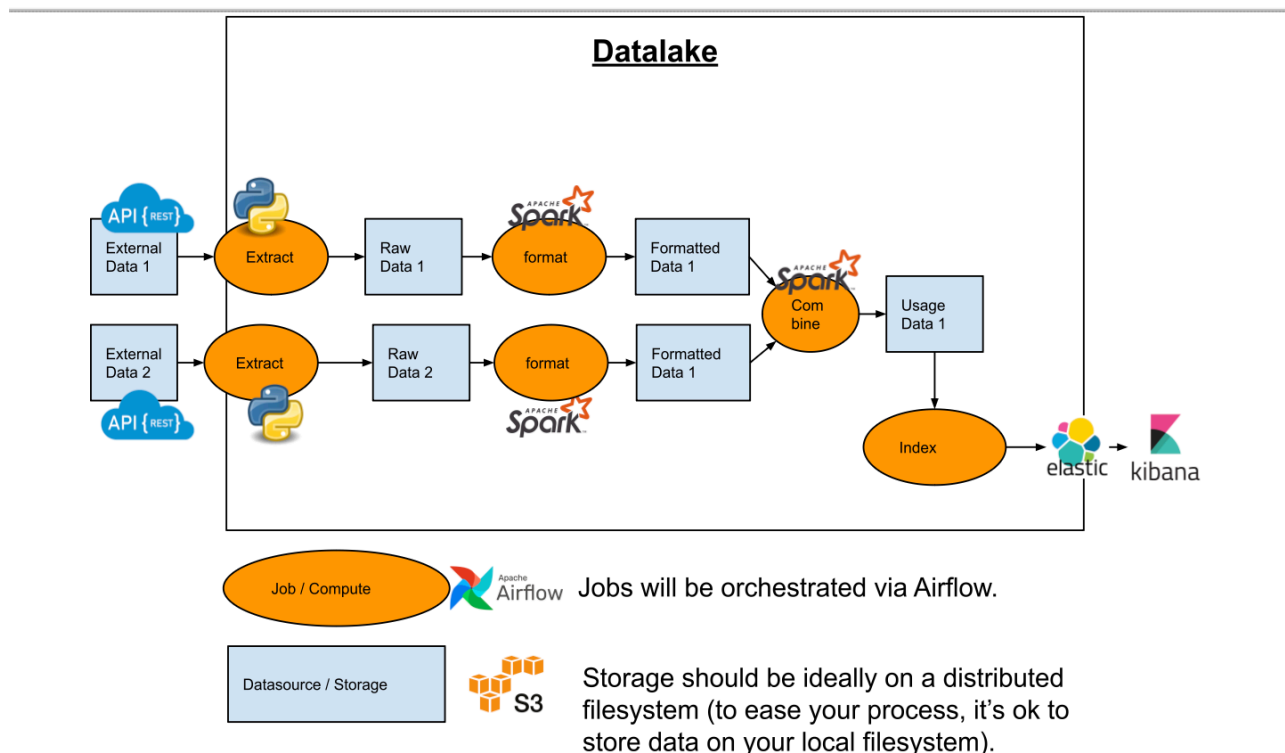 Datalake
API {REST}
External
Data 1
Extract
Raw
Data 1
APACHE
Spark
format
Formatted
Data 1
APACHE
Spark
Com
bine
Usage
Data 1
External
Data 2
API {REST}
Extract
Raw
Data 2
format
APACHE
Spark
Formatted
Data 1
Index
elastic
kibana
Job / Compute
Apache
Airflow
Jobs will be orchestrated via Airflow.
Datasource / Storage
S3
Storage should be ideally on a distributed
filesystem (to ease your process, it's ok to
store data on your local filesystem).